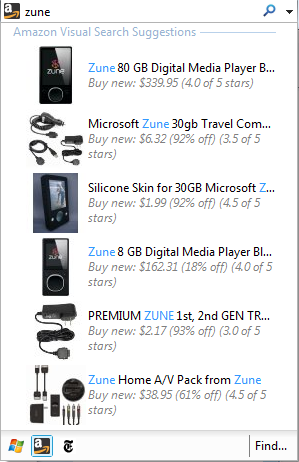 zune
Amazon Visual Search Suggestions
Zune 80 GB Digital Media Player B...
Buy new: $339.95 (4.0 of 5 stars)
Microsoft Zune 30gb Travel Com...
Buy new: $6.32 (92% off) (3.5 of 5
stars)
Silicone Skin for 30GB Microsoft Z...
Buy new: $1.99 (92% off) (4.5 of 5
stars)
Zune 8 GB Digital Media Player Bl...
Buy new: $162.31 (18% off) (4.0 of 5
stars)
PREMIUM ZUNE 1st, 2nd GEN TR...
Buy new: $2.17 (93% off) (3.0 of 5
stars)
Zune Home A/V Pack from Zune
Buy new: $38.95 (61% off) (4.5 of 5
stars)
Find...